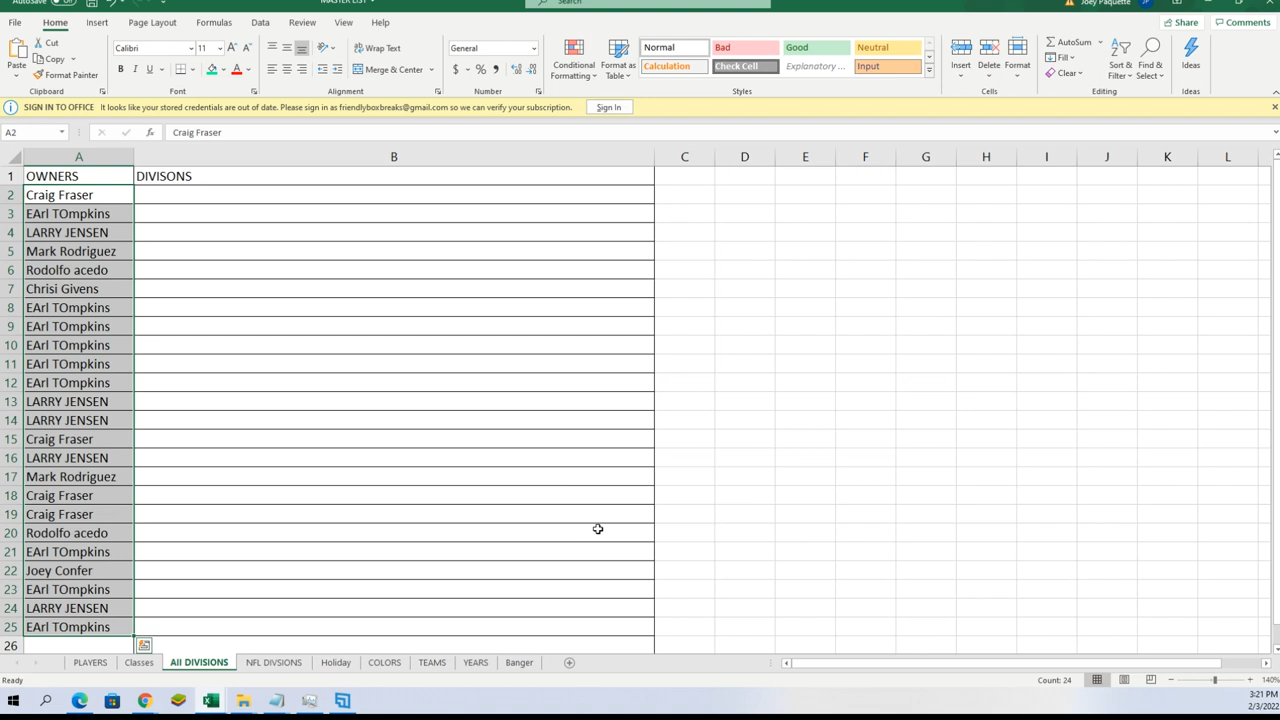 AutoSave Off MASTER LIST Search Joey Paquette JP
File Home Insert Page Layout Formulas Data Review View Help Share Comments
Paste Cut Copy Format Painter Clipboard
Calibri 11 A A B I U A Font
Wrap Text Merge & Center Alignment
General $ % Number
Conditional Formatting Format as Table
Normal Bad Good Neutral
Calculation Check Cell Explanatory ... Input
Styles
Insert Delete Format Cells
AutoSum Fill Clear Sort & Filter Find & Select Editing
Ideas Ideas
SIGN IN TO OFFICE It looks like your stored credentials are out of date. Please sign in as friendlyboxbreaks@gmail.com so we can verify your subscription. Sign In
A2 fx Craig Fraser
A B C D E F G H I J K L
1 OWNERS DIVISONS
2 Craig Fraser
3 EArl TOmpkins
4 LARRY JENSEN
5 Mark Rodriguez
6 Rodolfo acedo
7 Chrisi Givens
8 EArl TOmpkins
9 EArl TOmpkins
10 EArl TOmpkins
11 EArl TOmpkins
12 EArl TOmpkins
13 LARRY JENSEN
14 LARRY JENSEN
15 Craig Fraser
16 LARRY JENSEN
17 Mark Rodriguez
18 Craig Fraser
19 Craig Fraser
20 Rodolfo acedo
21 EArl TOmpkins
22 Joey Confer
23 EArl TOmpkins
24 LARRY JENSEN
25 EArl TOmpkins
26
PLAYERS Classes All DIVISIONS NFL DIVISIONS Holiday COLORS TEAMS YEARS Banger
Ready Count: 24 140%
3:21 PM
2/3/2022